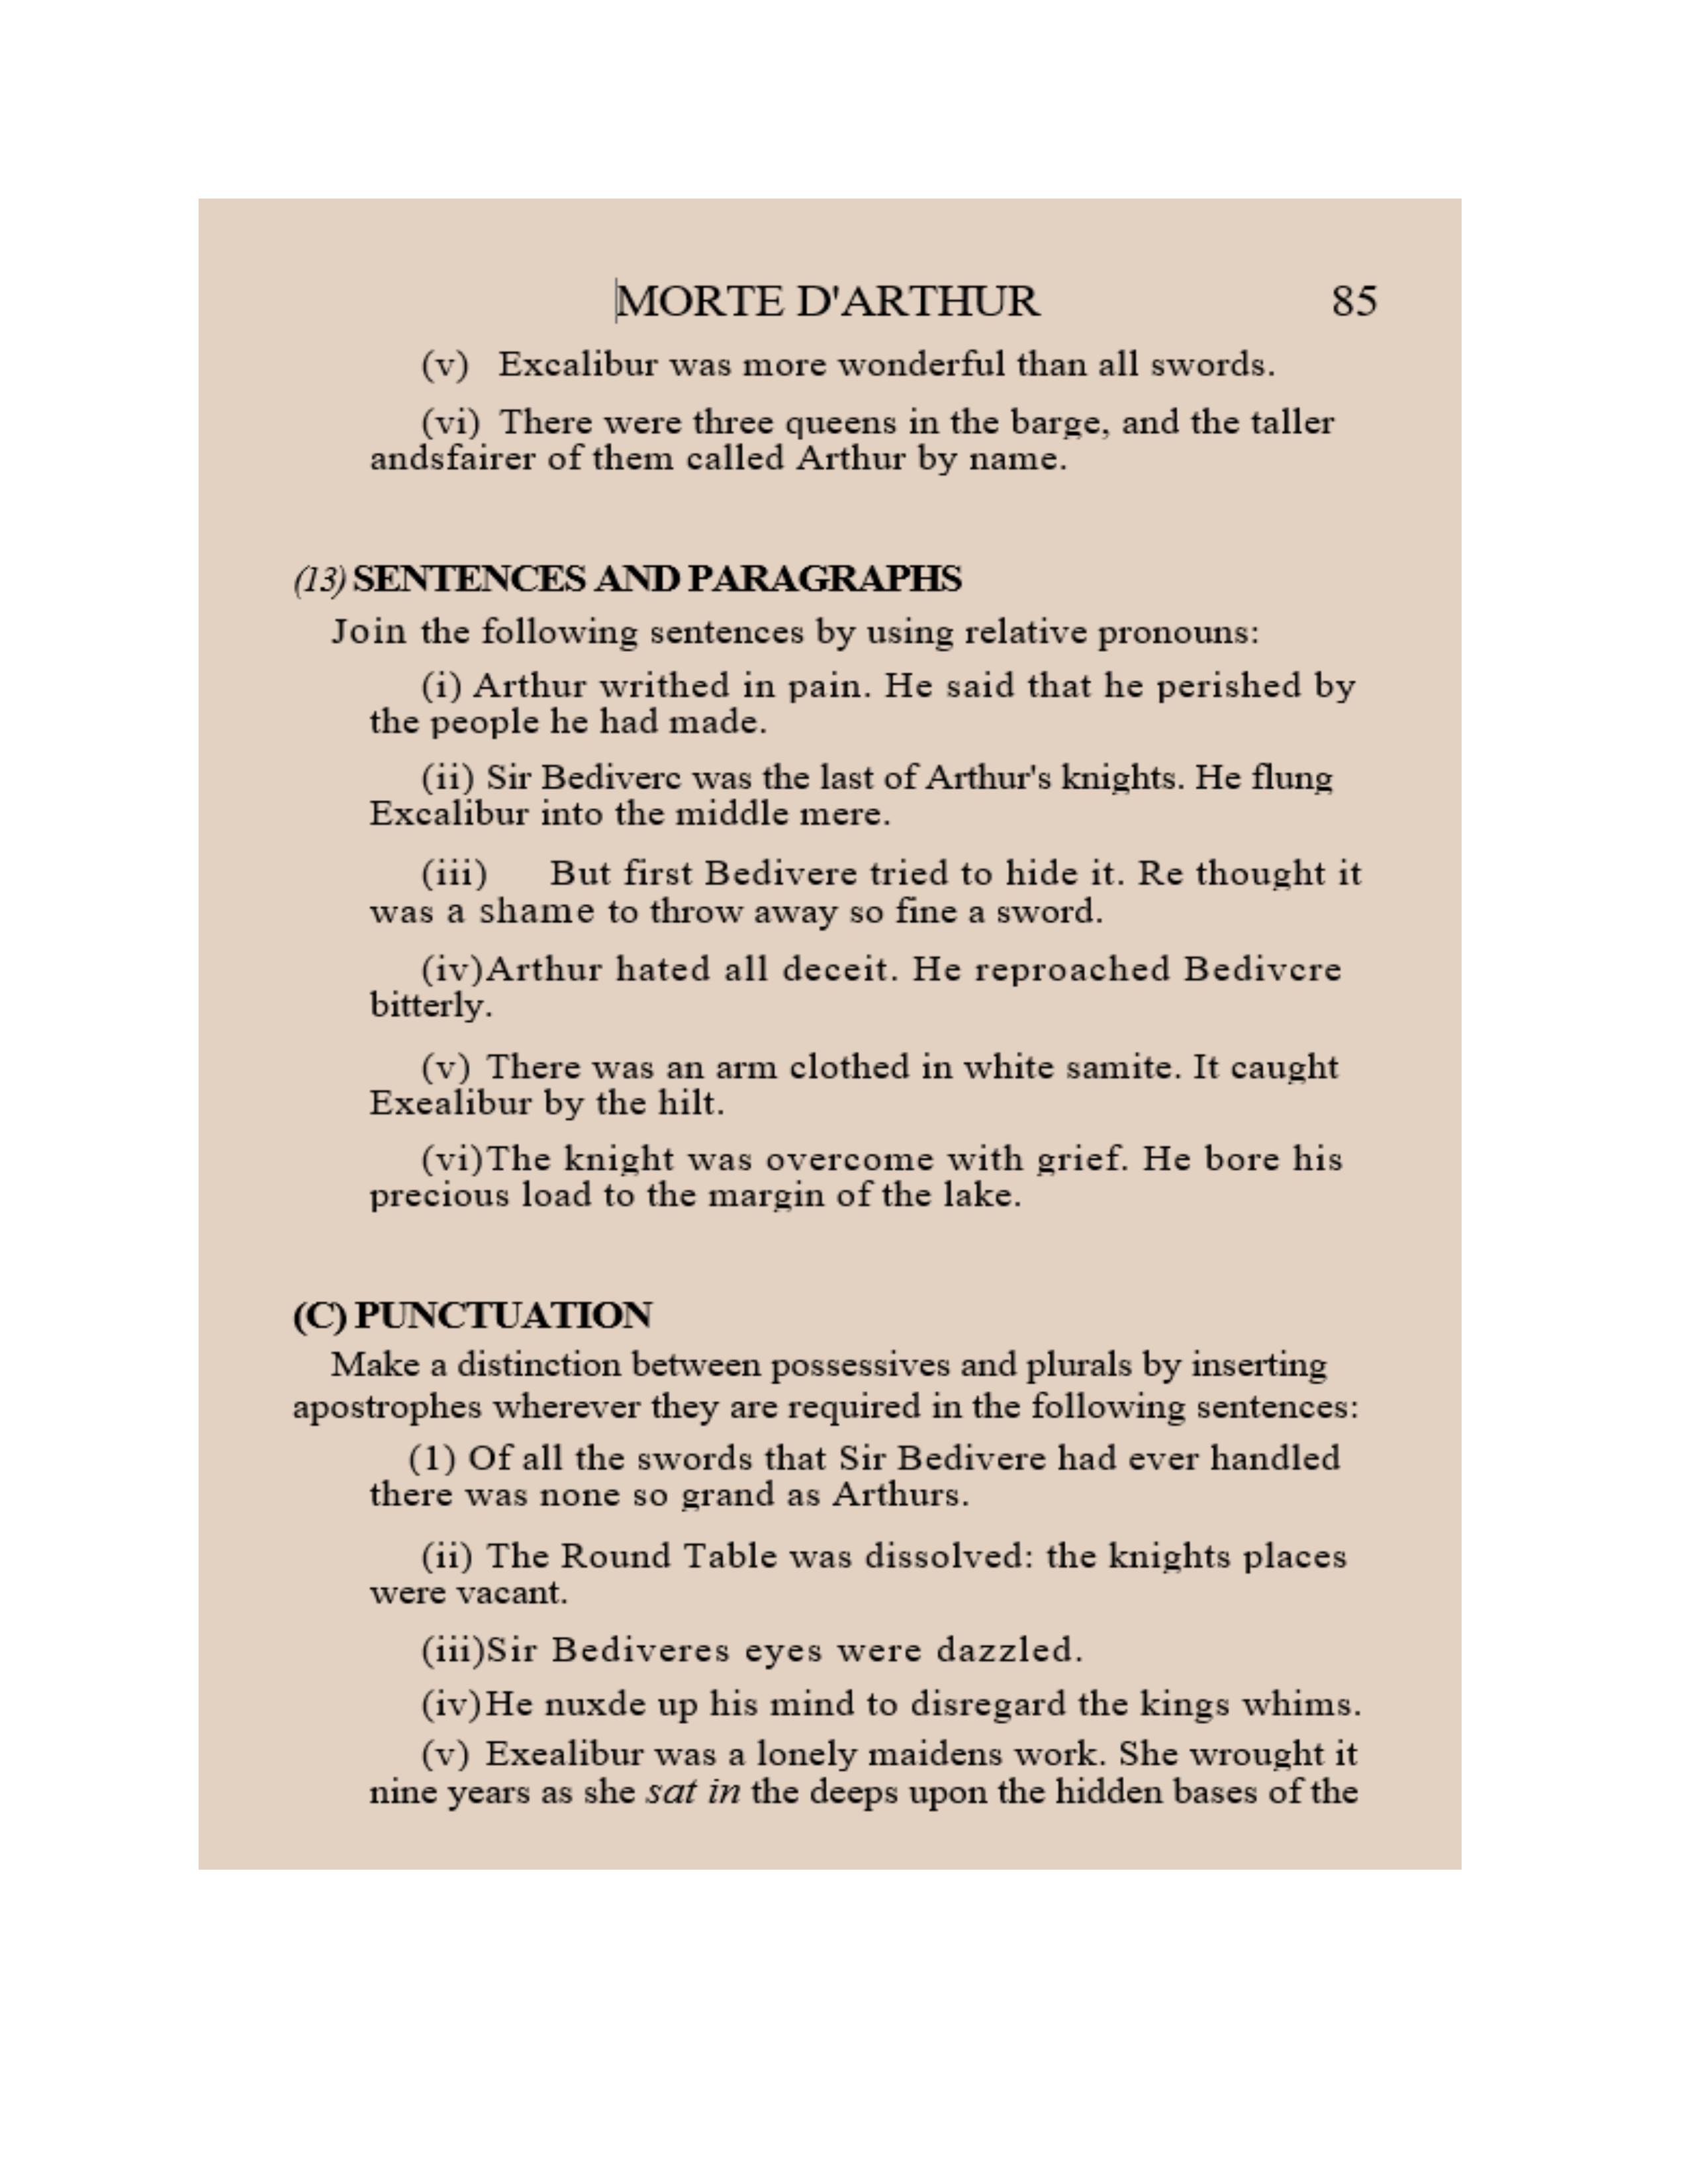 MORTE D'ARTHUR 85
(v) Excalibur was more wonderful than all swords.
(vi) There were three queens in the barge, and the taller
andsfairer of them called Arthur by name.
(13) SENTENCES AND PARAGRAPHS
Join the following sentences by using relative pronouns:
(i) Arthur writhed in pain. He said that he perished by
the people he had made.
(ii) Sir Bediverc was the last of Arthur's knights. He flung
Excalibur into the middle mere.
(iii) But first Bedivere tried to hide it. Re thought it
was a shame to throw away so fine a sword.
(iv)Arthur hated all deceit. He reproached Bedivcre
bitterly.
(v) There was an arm clothed in white samite. It caught
Exealibur by the hilt.
(vi)The knight was overcome with grief. He bore his
precious load to the margin of the lake.
(C) PUNCTUATION
Make a distinction between possessives and plurals by inserting
apostrophes wherever they are required in the following sentences:
(1) Of all the swords that Sir Bedivere had ever handled
there was none so grand as Arthurs.
(ii) The Round Table was dissolved: the knights places
were vacant.
(iii)Sir Bediveres eyes were dazzled.
(iv)He nuxde up his mind to disregard the kings whims.
(v) Exealibur was a lonely maidens work. She wrought it
nine years as she sat in the deeps upon the hidden bases of the